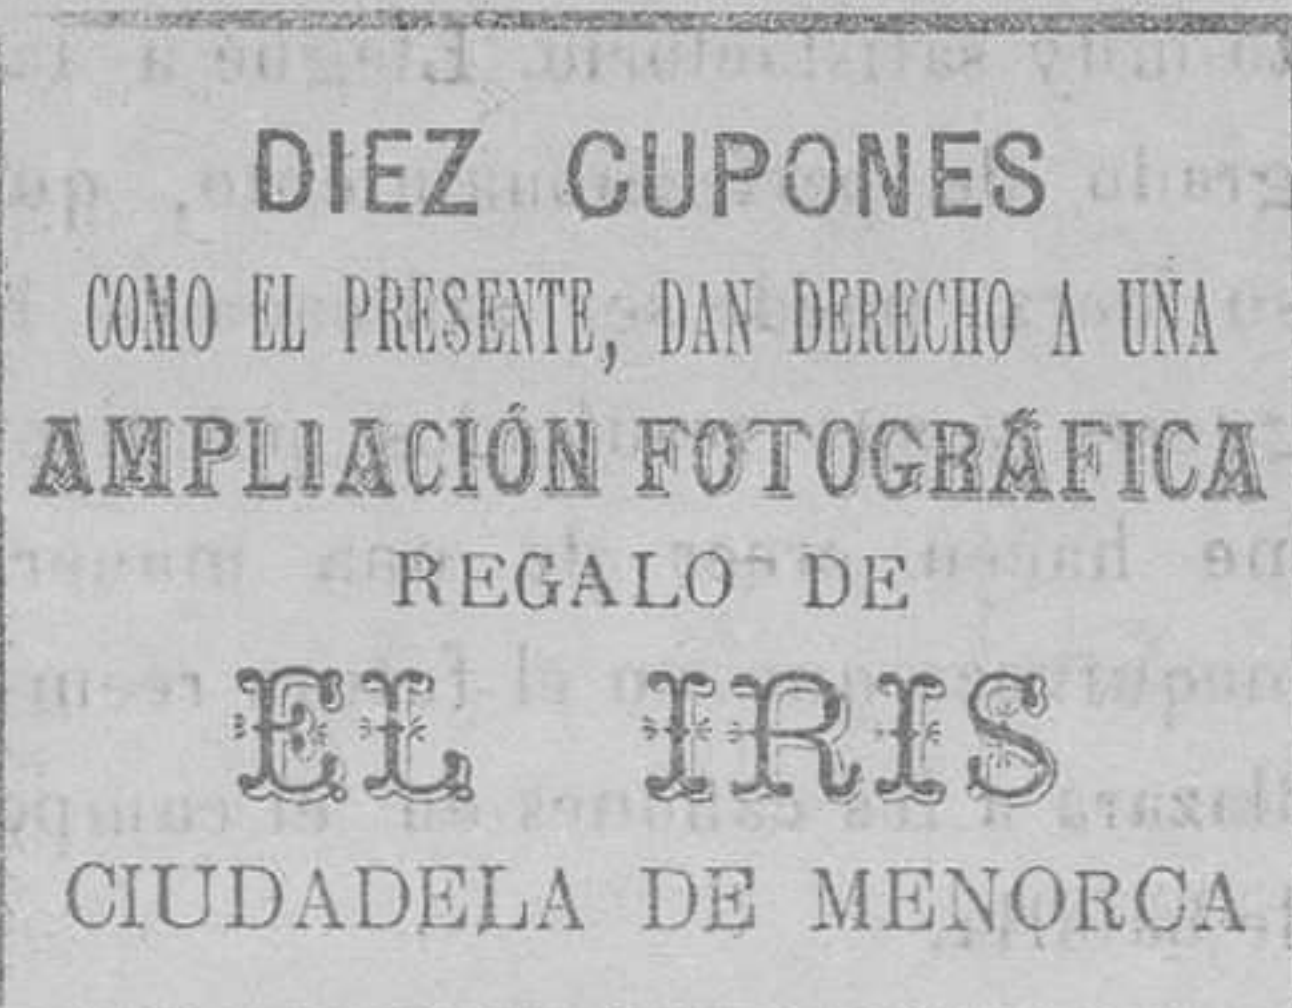 DIEZ CUPONES
COMO EL PRESENTE, DAN DERECHO A UNA
AMPLIACIÓN FOTOGRÁFICA
REGALO DE
EL IRIS
CIUDADELA DE MENORCA